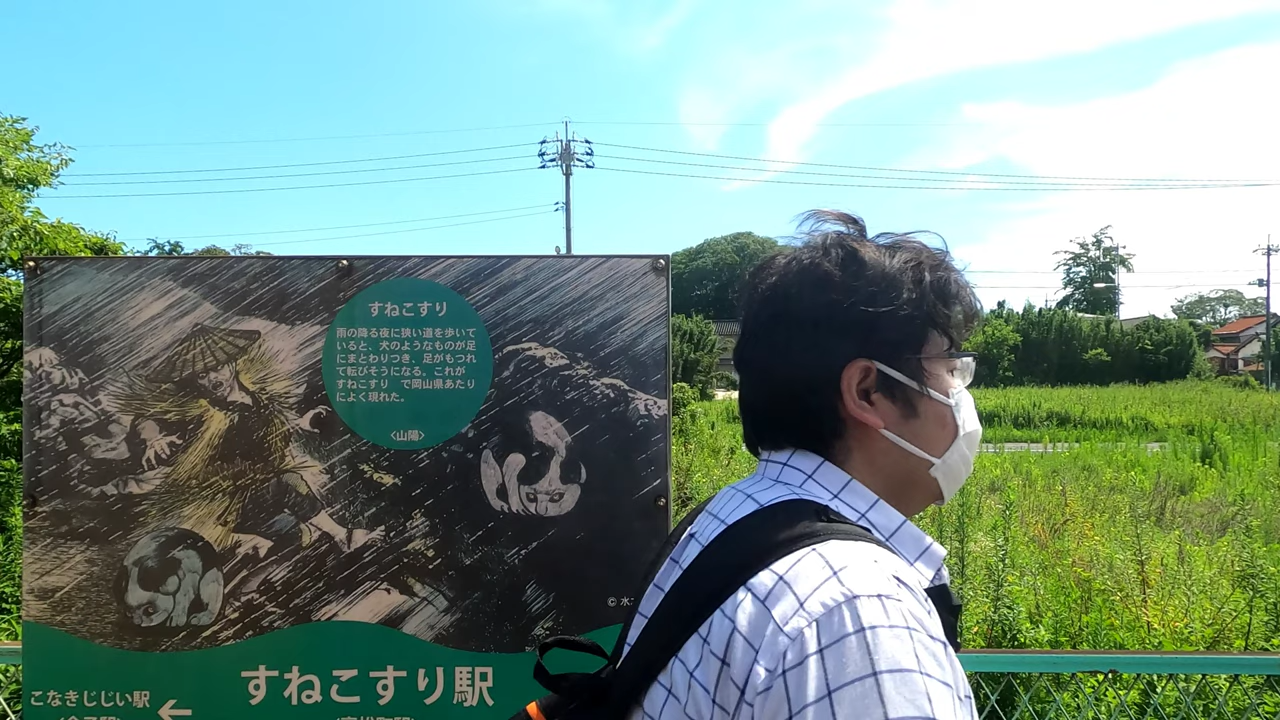 すねこすり
雨の降る夜に狭い道を歩いて
いると、犬のようなものが足
にまとわりつき、足がもつれ
て転びそうになる。これが
すねこすり　で岡山県あたり
によく現れた。
〈山陽〉
© 水
すねこすり駅
こなきじじい駅
←